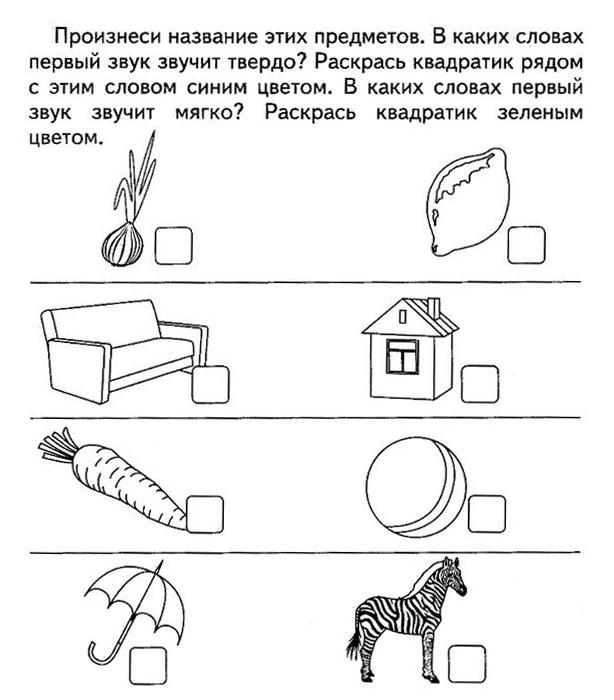 Произнеси название этих предметов. В каких словах
первый звук звучит твердо? Раскрась квадратик рядом
с этим словом синим цветом. В каких словах первый
звук звучит мягко? Раскрась квадратик зеленым
цветом.